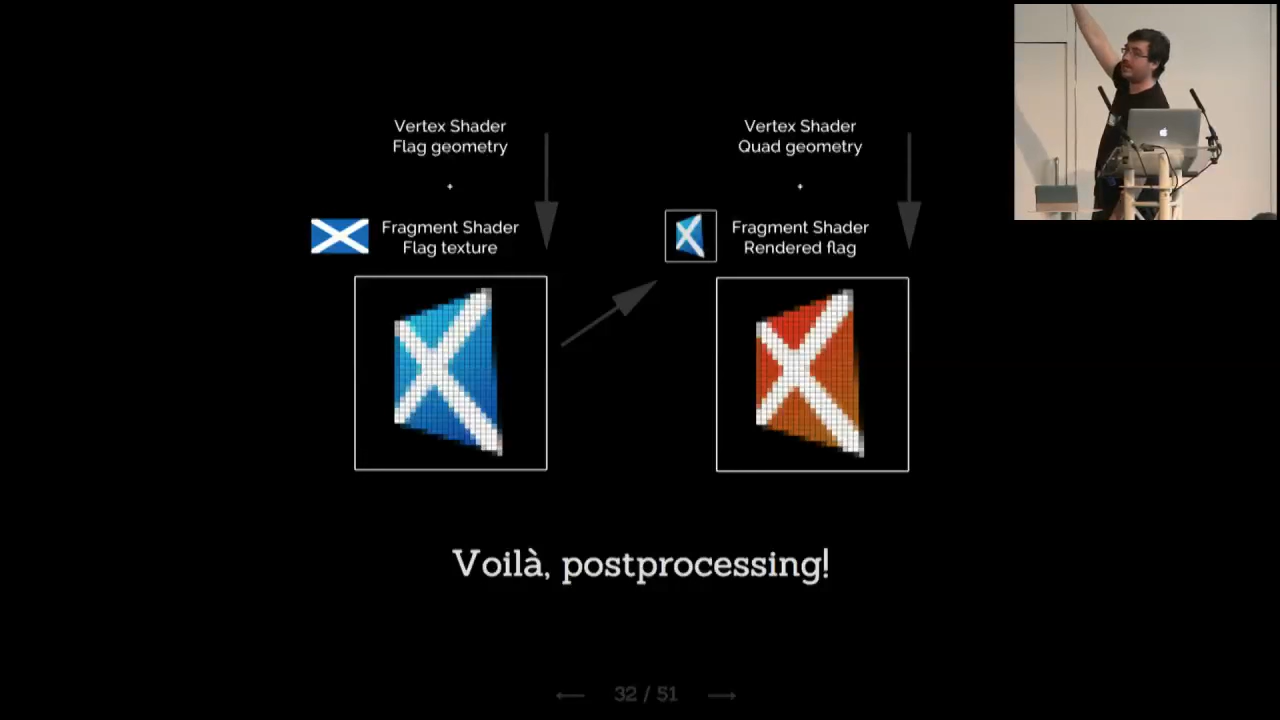 Vertex Shader
Flag geometry
+
Fragment Shader
Flag texture
Vertex Shader
Quad geometry
+
Fragment Shader
Rendered flag
Voilà, postprocessing!
32 / 51